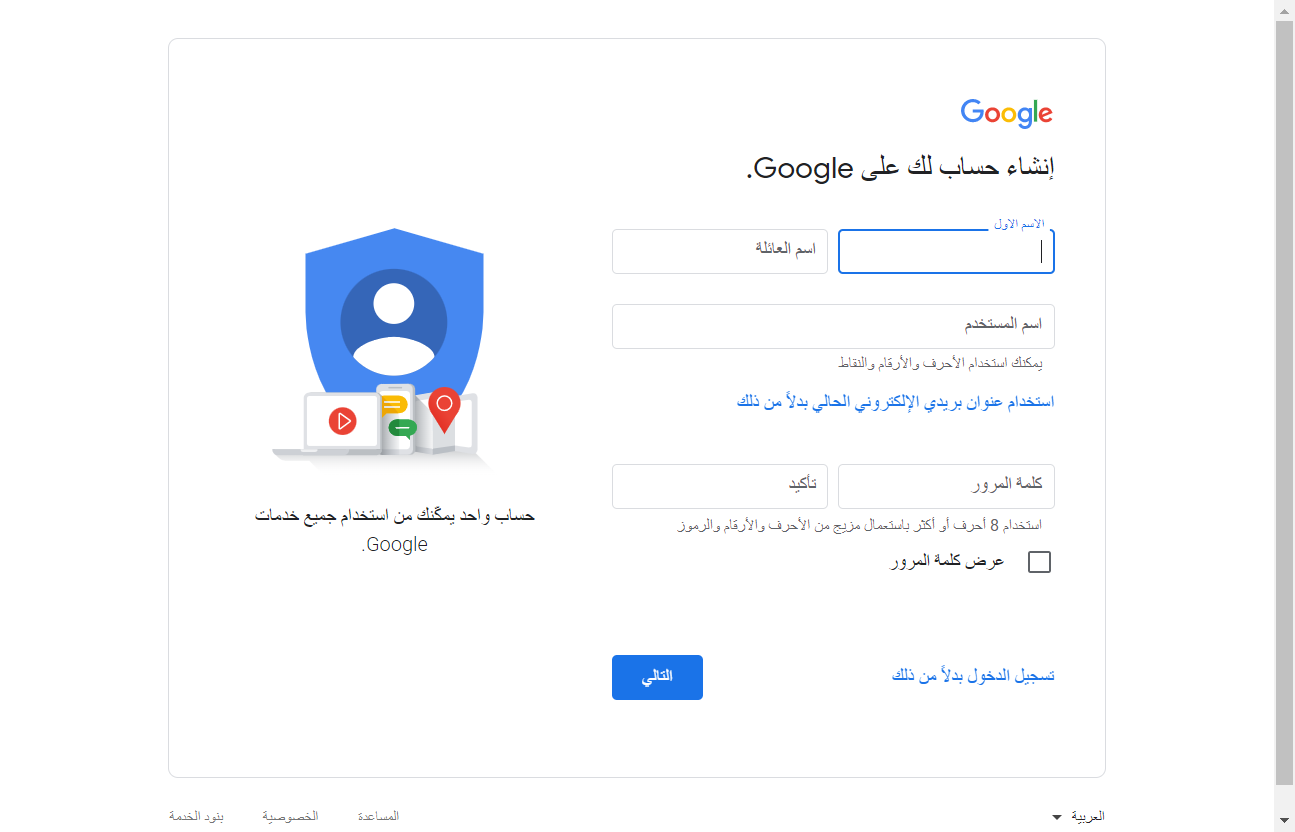 Google
إنشاء حساب لك على Google.
الاسم الأول
اسم العائلة
اسم المستخدم
يمكنك استخدام الأحرف والأرقام والنقاط
استخدام عنوان بريدي الإلكتروني الحالي بدلاً من ذلك
كلمة المرور
تأكيد
استخدام 8 أحرف أو أكثر باستعمال مزيج من الأحرف والأرقام والرموز
عرض كلمة المرور
تسجيل الدخول بدلاً من ذلك
التالي
حساب واحد يمكّنك من استخدام جميع خدمات
Google.
العربية
المساعدة
الخصوصية
بنود الخدمة